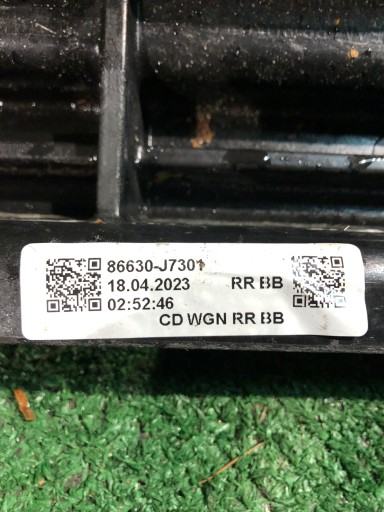 86630-J7301
18.04.2023 RR BB
02:52:46
CD WGN RR BB